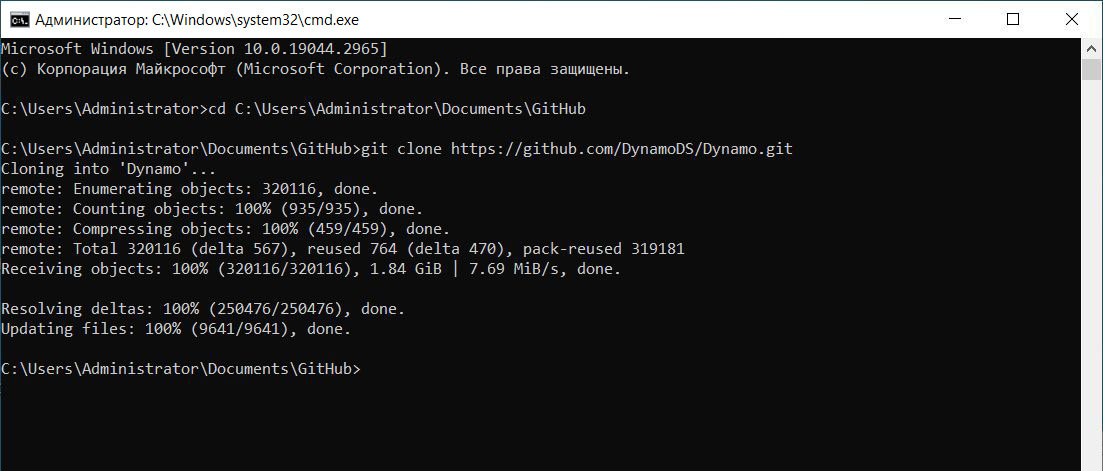 Администратор: C:\Windows\system32\cmd.exe
Microsoft Windows [Version 10.0.19044.2965]
(c) Корпорация Майкрософт (Microsoft Corporation). Все права защищены.
C:\Users\Administrator>cd C:\Users\Administrator\Documents\GitHub
C:\Users\Administrator\Documents\GitHub>git clone https://github.com/DynamoDS/Dynamo.git
Cloning into 'Dynamo'...
remote: Enumerating objects: 320116, done.
remote: Counting objects: 100% (935/935), done.
remote: Compressing objects: 100% (459/459), done.
remote: Total 320116 (delta 567), reused 764 (delta 470), pack-reused 319181
Receiving objects: 100% (320116/320116), 1.84 GiB | 7.69 MiB/s, done.
Resolving deltas: 100% (250476/250476), done.
Updating files: 100% (9641/9641), done.
C:\Users\Administrator\Documents\GitHub>